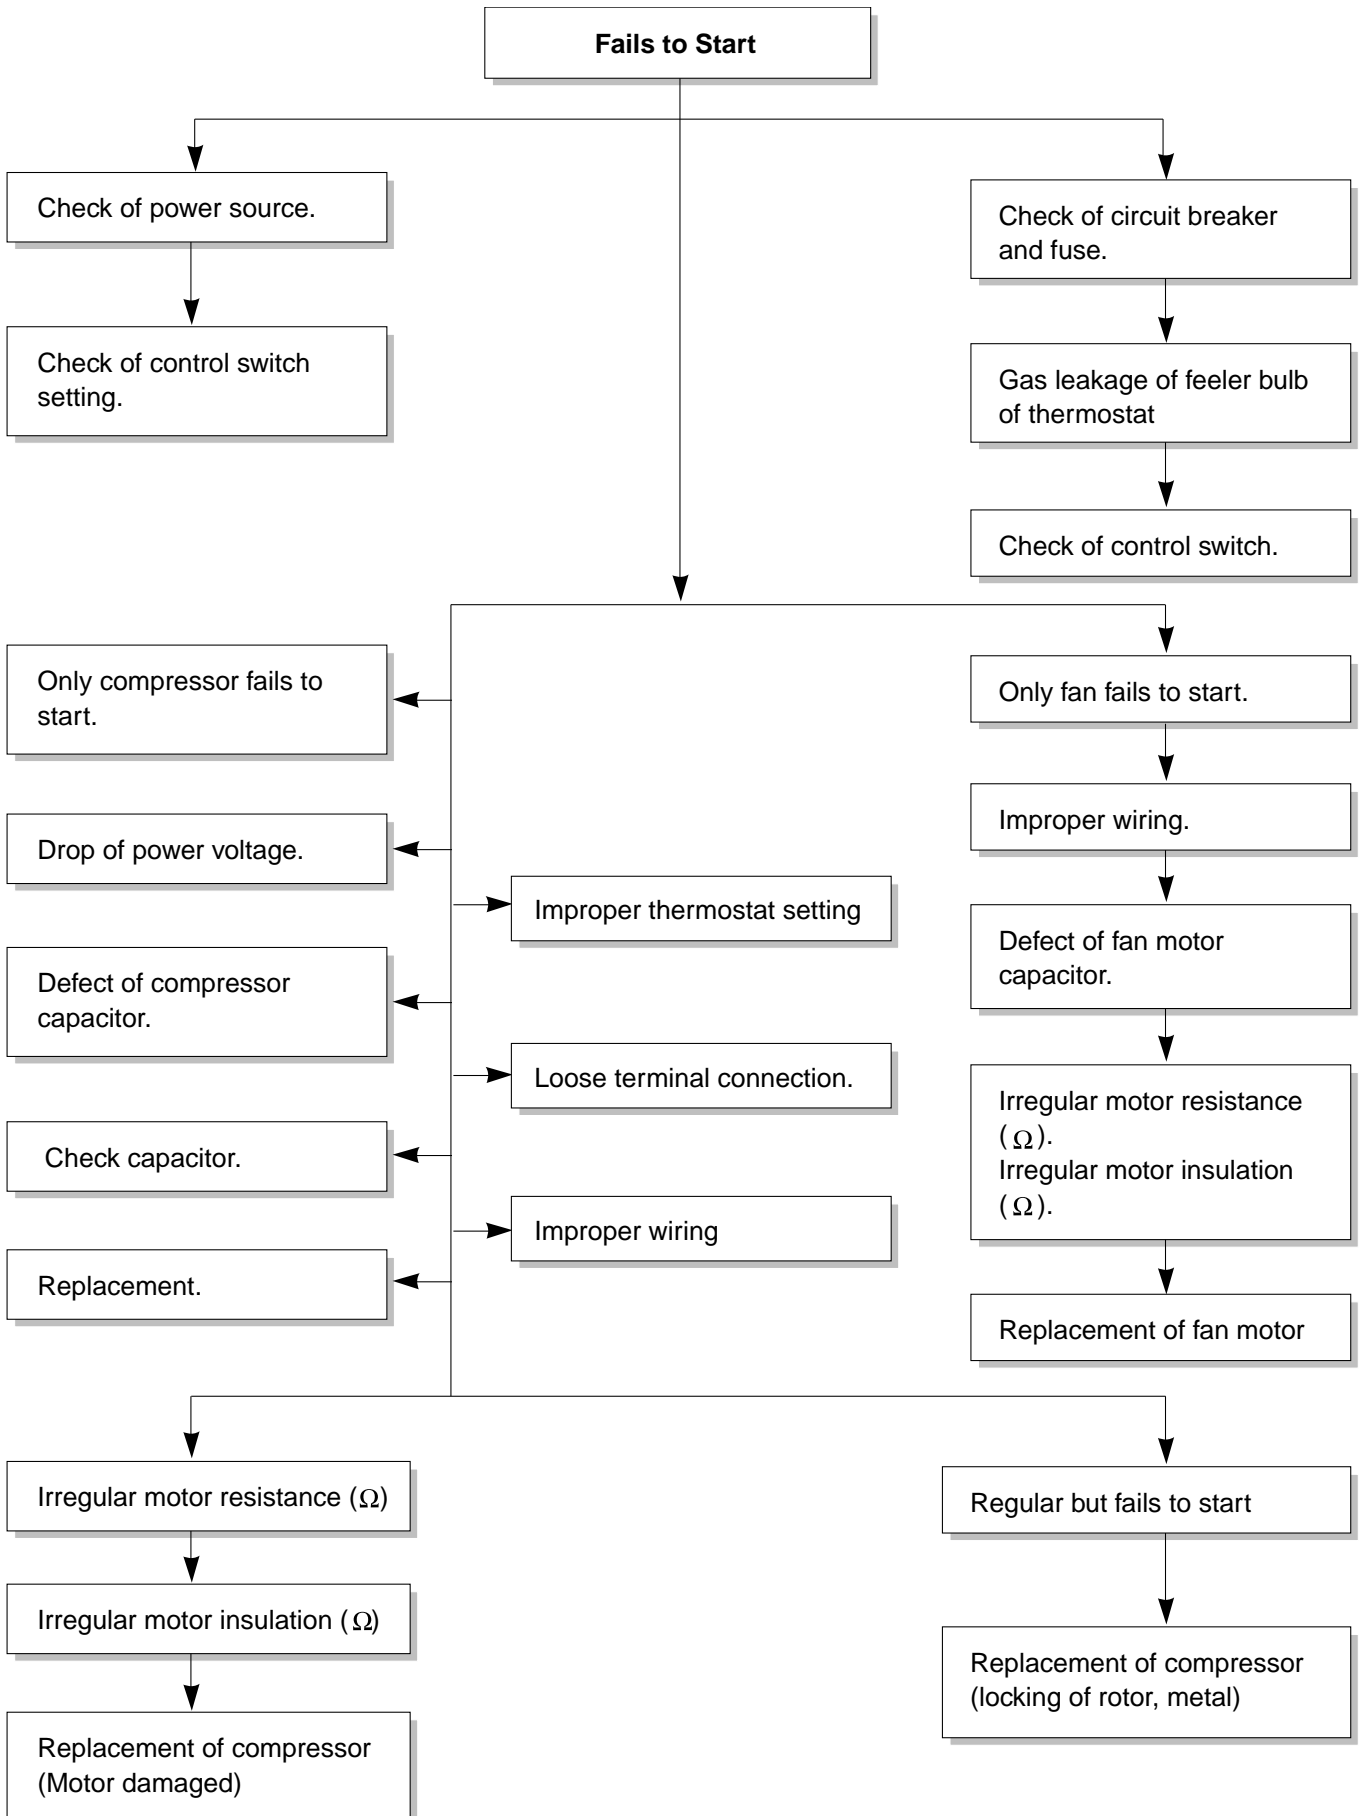 Fails to Start
Check of power source.
Check of control switch
setting.
Check of circuit breaker
and fuse.
Gas leakage of feeler bulb
of thermostat
Check of control switch.
Only compressor fails to
start.
Drop of power voltage.
Defect of compressor
capacitor.
Check capacitor.
Replacement.
Improper thermostat setting
Loose terminal connection.
Improper wiring
Only fan fails to start.
Improper wiring.
Defect of fan motor
capacitor.
Irregular motor resistance
(Ω).
Irregular motor insulation
(Ω).
Replacement of fan motor
Irregular motor resistance (Ω)
Irregular motor insulation (Ω)
Replacement of compressor
(Motor damaged)
Regular but fails to start
Replacement of compressor
(locking of rotor, metal)